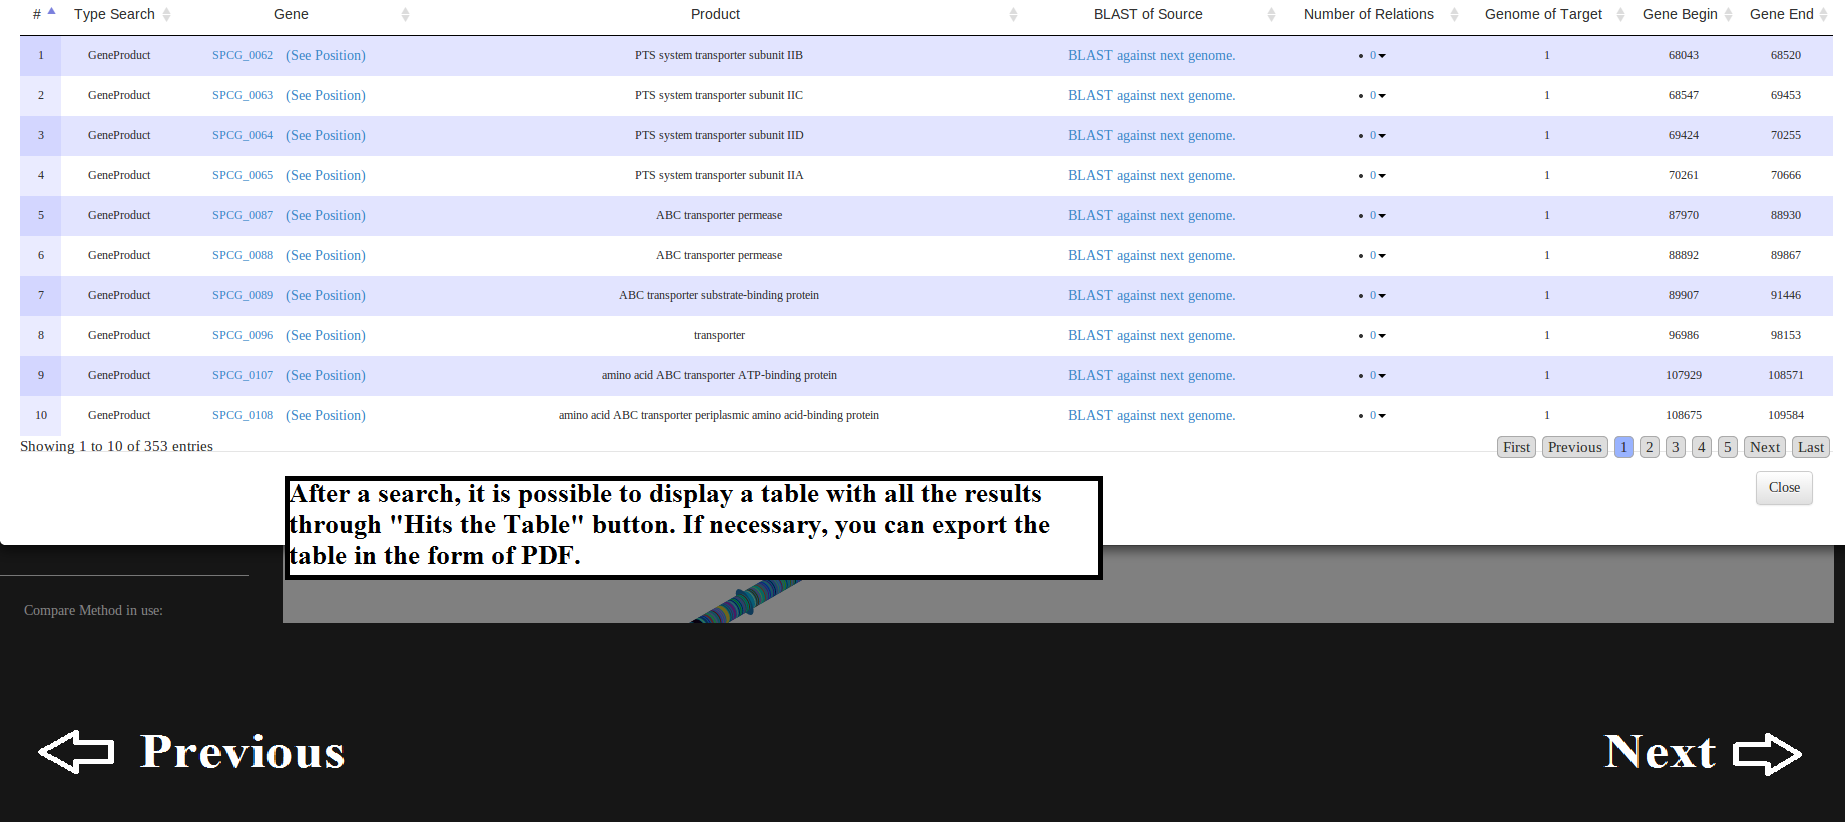 # Type Search Gene Product BLAST of Source Number of Relations Genome of Target Gene Begin Gene End
1 GeneProduct SPCG_0062 (See Position) PTS system transporter subunit IIB BLAST against next genome. • 0 1 68043 68520
2 GeneProduct SPCG_0063 (See Position) PTS system transporter subunit IIC BLAST against next genome. • 0 1 68547 69453
3 GeneProduct SPCG_0064 (See Position) PTS system transporter subunit IID BLAST against next genome. • 0 1 69424 70255
4 GeneProduct SPCG_0065 (See Position) PTS system transporter subunit IIA BLAST against next genome. • 0 1 70261 70666
5 GeneProduct SPCG_0087 (See Position) ABC transporter permease BLAST against next genome. • 0 1 87970 88930
6 GeneProduct SPCG_0088 (See Position) ABC transporter permease BLAST against next genome. • 0 1 88892 89867
7 GeneProduct SPCG_0089 (See Position) ABC transporter substrate-binding protein BLAST against next genome. • 0 1 89907 91446
8 GeneProduct SPCG_0096 (See Position) transporter BLAST against next genome. • 0 1 96986 98153
9 GeneProduct SPCG_0107 (See Position) amino acid ABC transporter ATP-binding protein BLAST against next genome. • 0 1 107929 108571
10 GeneProduct SPCG_0108 (See Position) amino acid ABC transporter periplasmic amino acid-binding protein BLAST against next genome. • 0 1 108675 109584
Showing 1 to 10 of 353 entries First Previous 1 2 3 4 5 Next Last
Close
After a search, it is possible to display a table with all the results
through "Hits the Table" button. If necessary, you can export the
table in the form of PDF.
Compare Method in use:
Previous Next